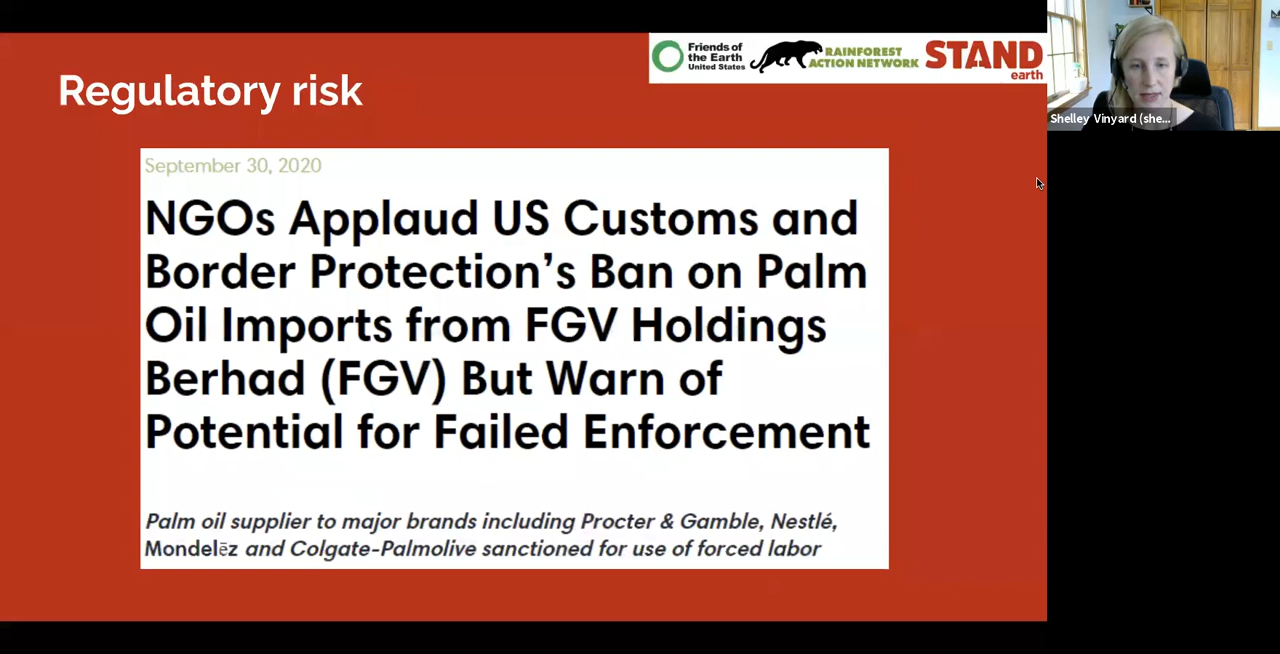 Friends of
the Earth
United States
RAINFOREST
ACTION NETWORK
STAND
earth
Regulatory risk
Shelley Vinyard (she...
September 30, 2020
NGOs Applaud US Customs and
Border Protection’s Ban on Palm
Oil Imports from FGV Holdings
Berhad (FGV) But Warn of
Potential for Failed Enforcement
Palm oil supplier to major brands including Procter & Gamble, Nestlé,
Mondelēz and Colgate-Palmolive sanctioned for use of forced labor